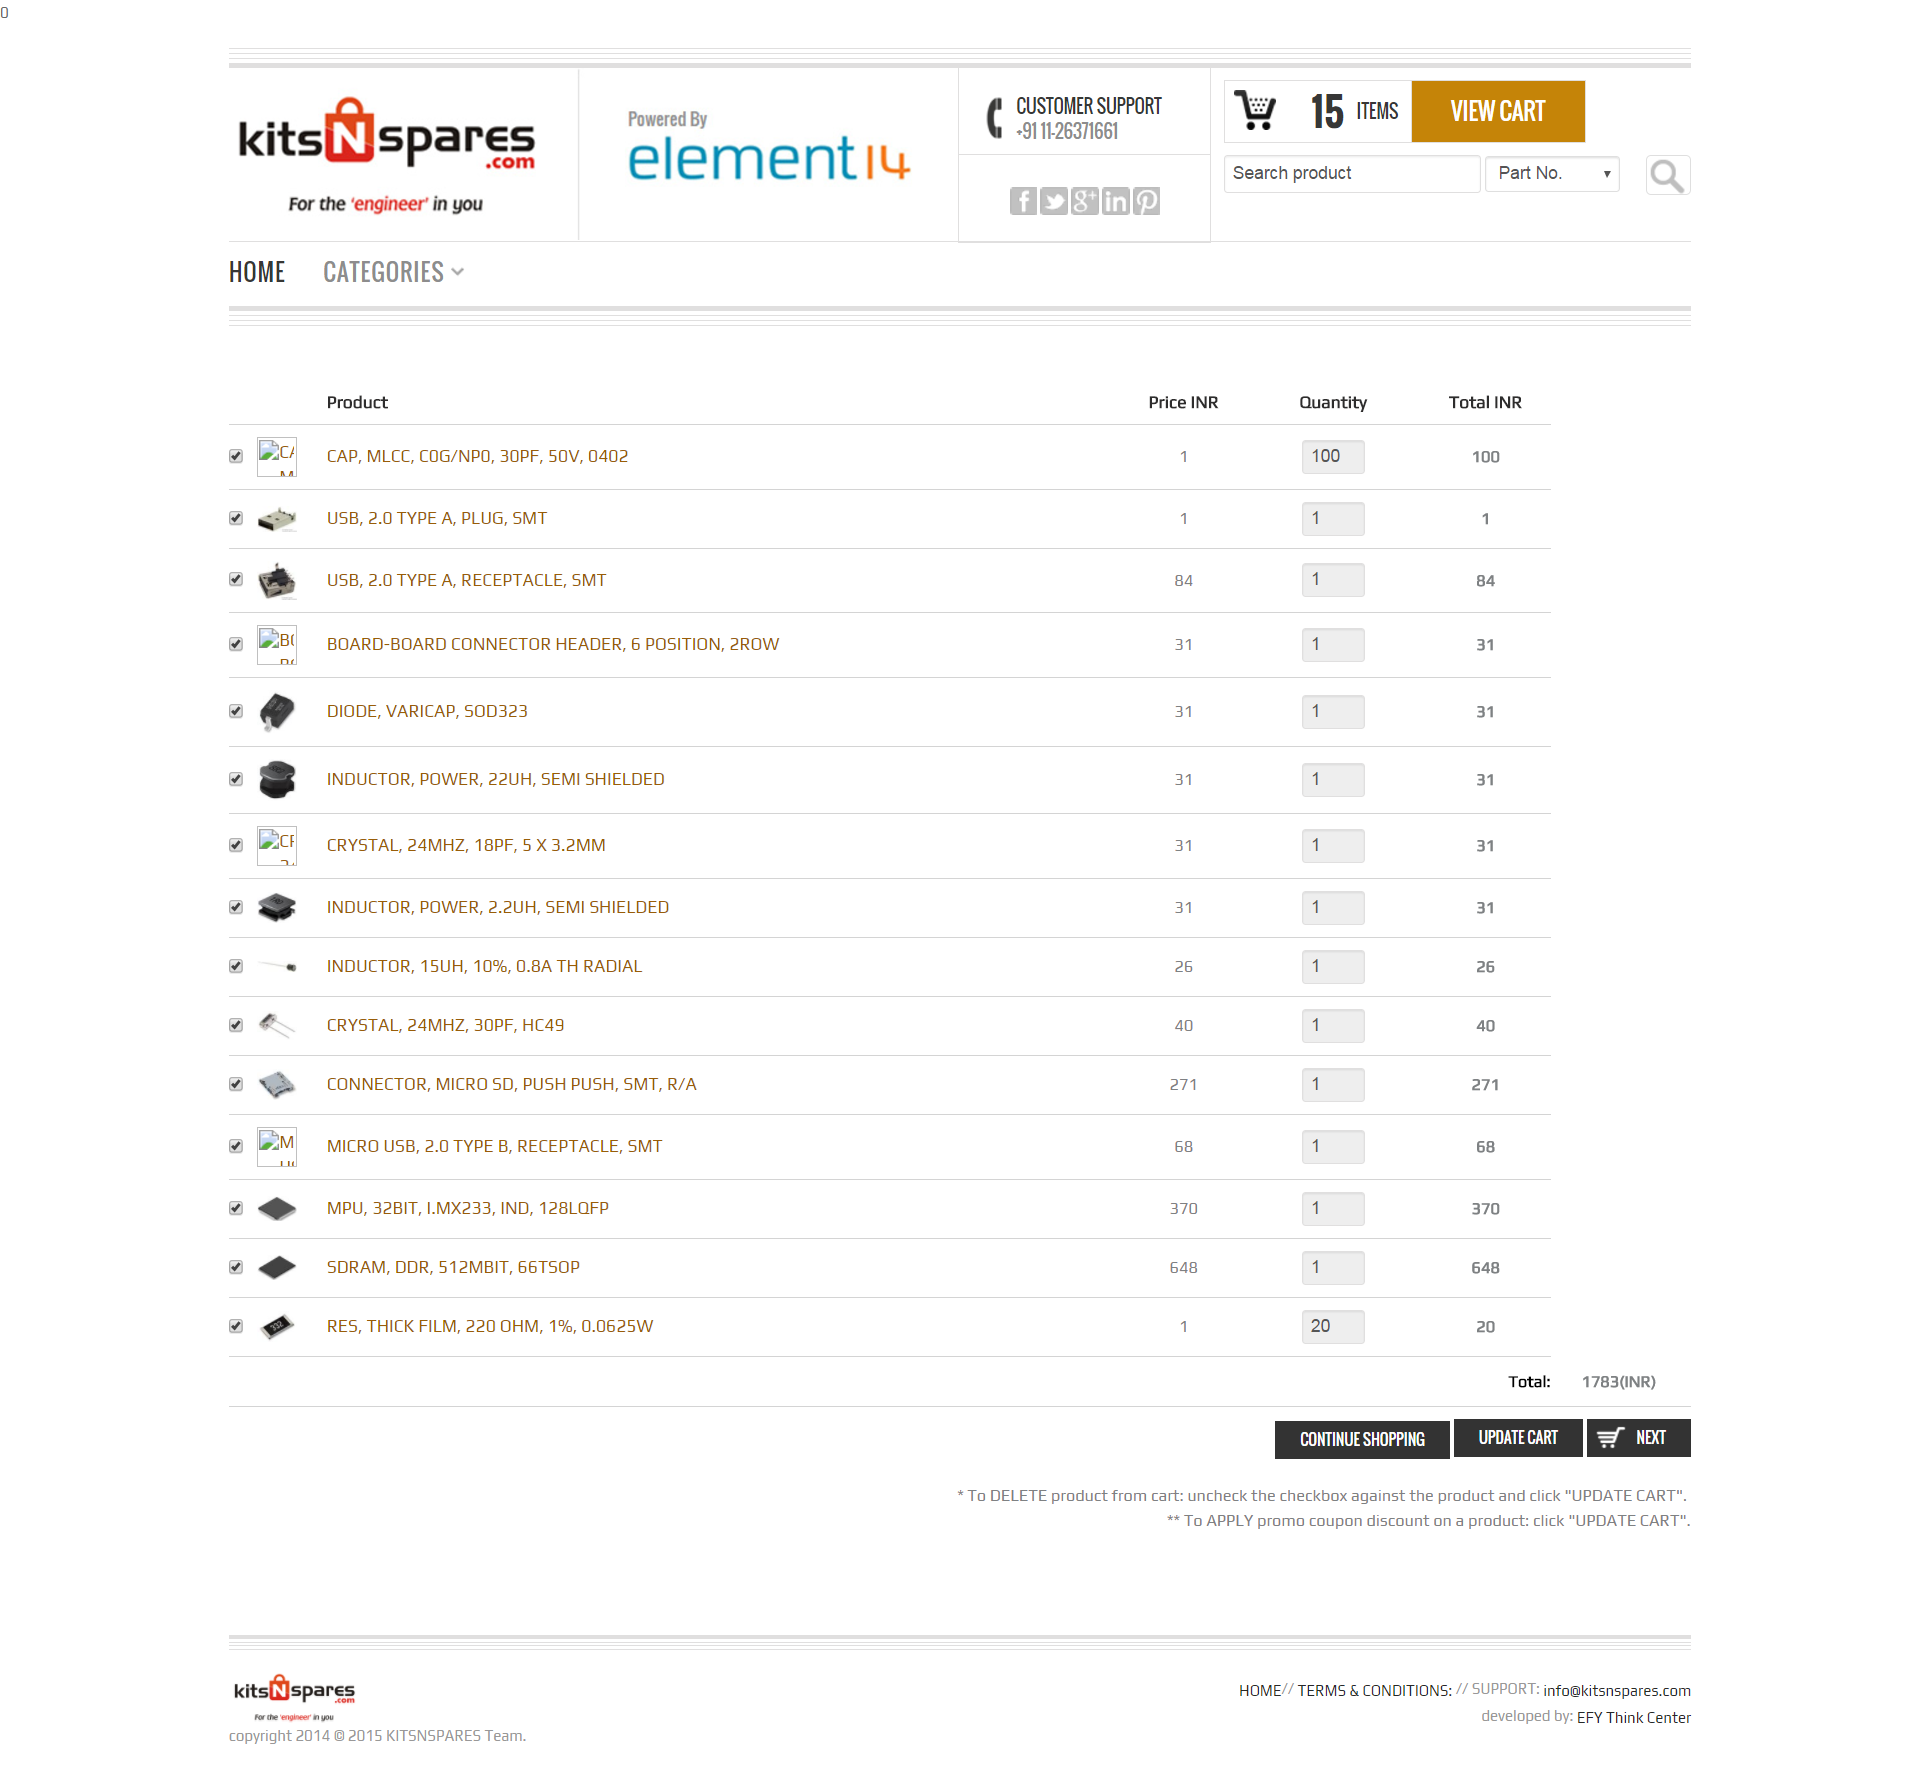 0
kitsNspares
.com
For the 'engineer' in you
Powered By
element14
CUSTOMER SUPPORT
+91 11-26371661
15 ITEMS
VIEW CART
Search product
Part No.
HOME CATEGORIES
Product Price INR Quantity Total INR
CAP, MLCC, C0G/NP0, 30PF, 50V, 0402 1 100 100
USB, 2.0 TYPE A, PLUG, SMT 1 1 1
USB, 2.0 TYPE A, RECEPTACLE, SMT 84 1 84
BOARD-BOARD CONNECTOR HEADER, 6 POSITION, 2ROW 31 1 31
DIODE, VARICAP, SOD323 31 1 31
INDUCTOR, POWER, 22UH, SEMI SHIELDED 31 1 31
CRYSTAL, 24MHZ, 18PF, 5 X 3.2MM 31 1 31
INDUCTOR, POWER, 2.2UH, SEMI SHIELDED 31 1 31
INDUCTOR, 15UH, 10%, 0.8A TH RADIAL 26 1 26
CRYSTAL, 24MHZ, 30PF, HC49 40 1 40
CONNECTOR, MICRO SD, PUSH PUSH, SMT, R/A 271 1 271
MICRO USB, 2.0 TYPE B, RECEPTACLE, SMT 68 1 68
MPU, 32BIT, I.MX233, IND, 128LQFP 370 1 370
SDRAM, DDR, 512MBIT, 66TSOP 648 1 648
RES, THICK FILM, 220 OHM, 1%, 0.0625W 1 20 20
Total: 1783(INR)
CONTINUE SHOPPING UPDATE CART NEXT
* To DELETE product from cart: uncheck the checkbox against the product and click "UPDATE CART".
** To APPLY promo coupon discount on a product: click "UPDATE CART".
kitsNspares
.com
For the 'engineer' in you
copyright 2014 © 2015 KITSNSPARES Team.
HOME// TERMS & CONDITIONS: // SUPPORT: info@kitsnspares.com
developed by: EFY Think Center